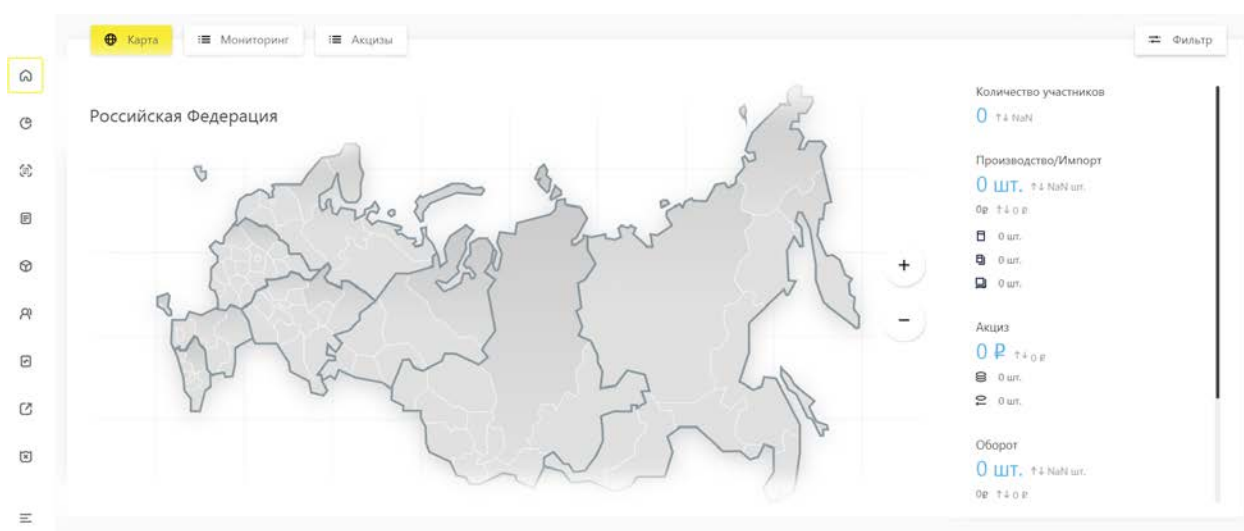 Карта
Мониторинг
Акцизы
Фильтр
Российская Федерация
Количество участников
0 ↑↓ NaN
Производство/Импорт
0 шт. ↑↓ NaN шт.
0₽ ↑↓ 0 ₽
0 шт.
0 шт.
0 шт.
Акциз
0 ₽ ↑↓ 0 ₽
0 шт.
0 шт.
Оборот
0 шт. ↑↓ NaN шт.
0₽ ↑↓ 0 ₽